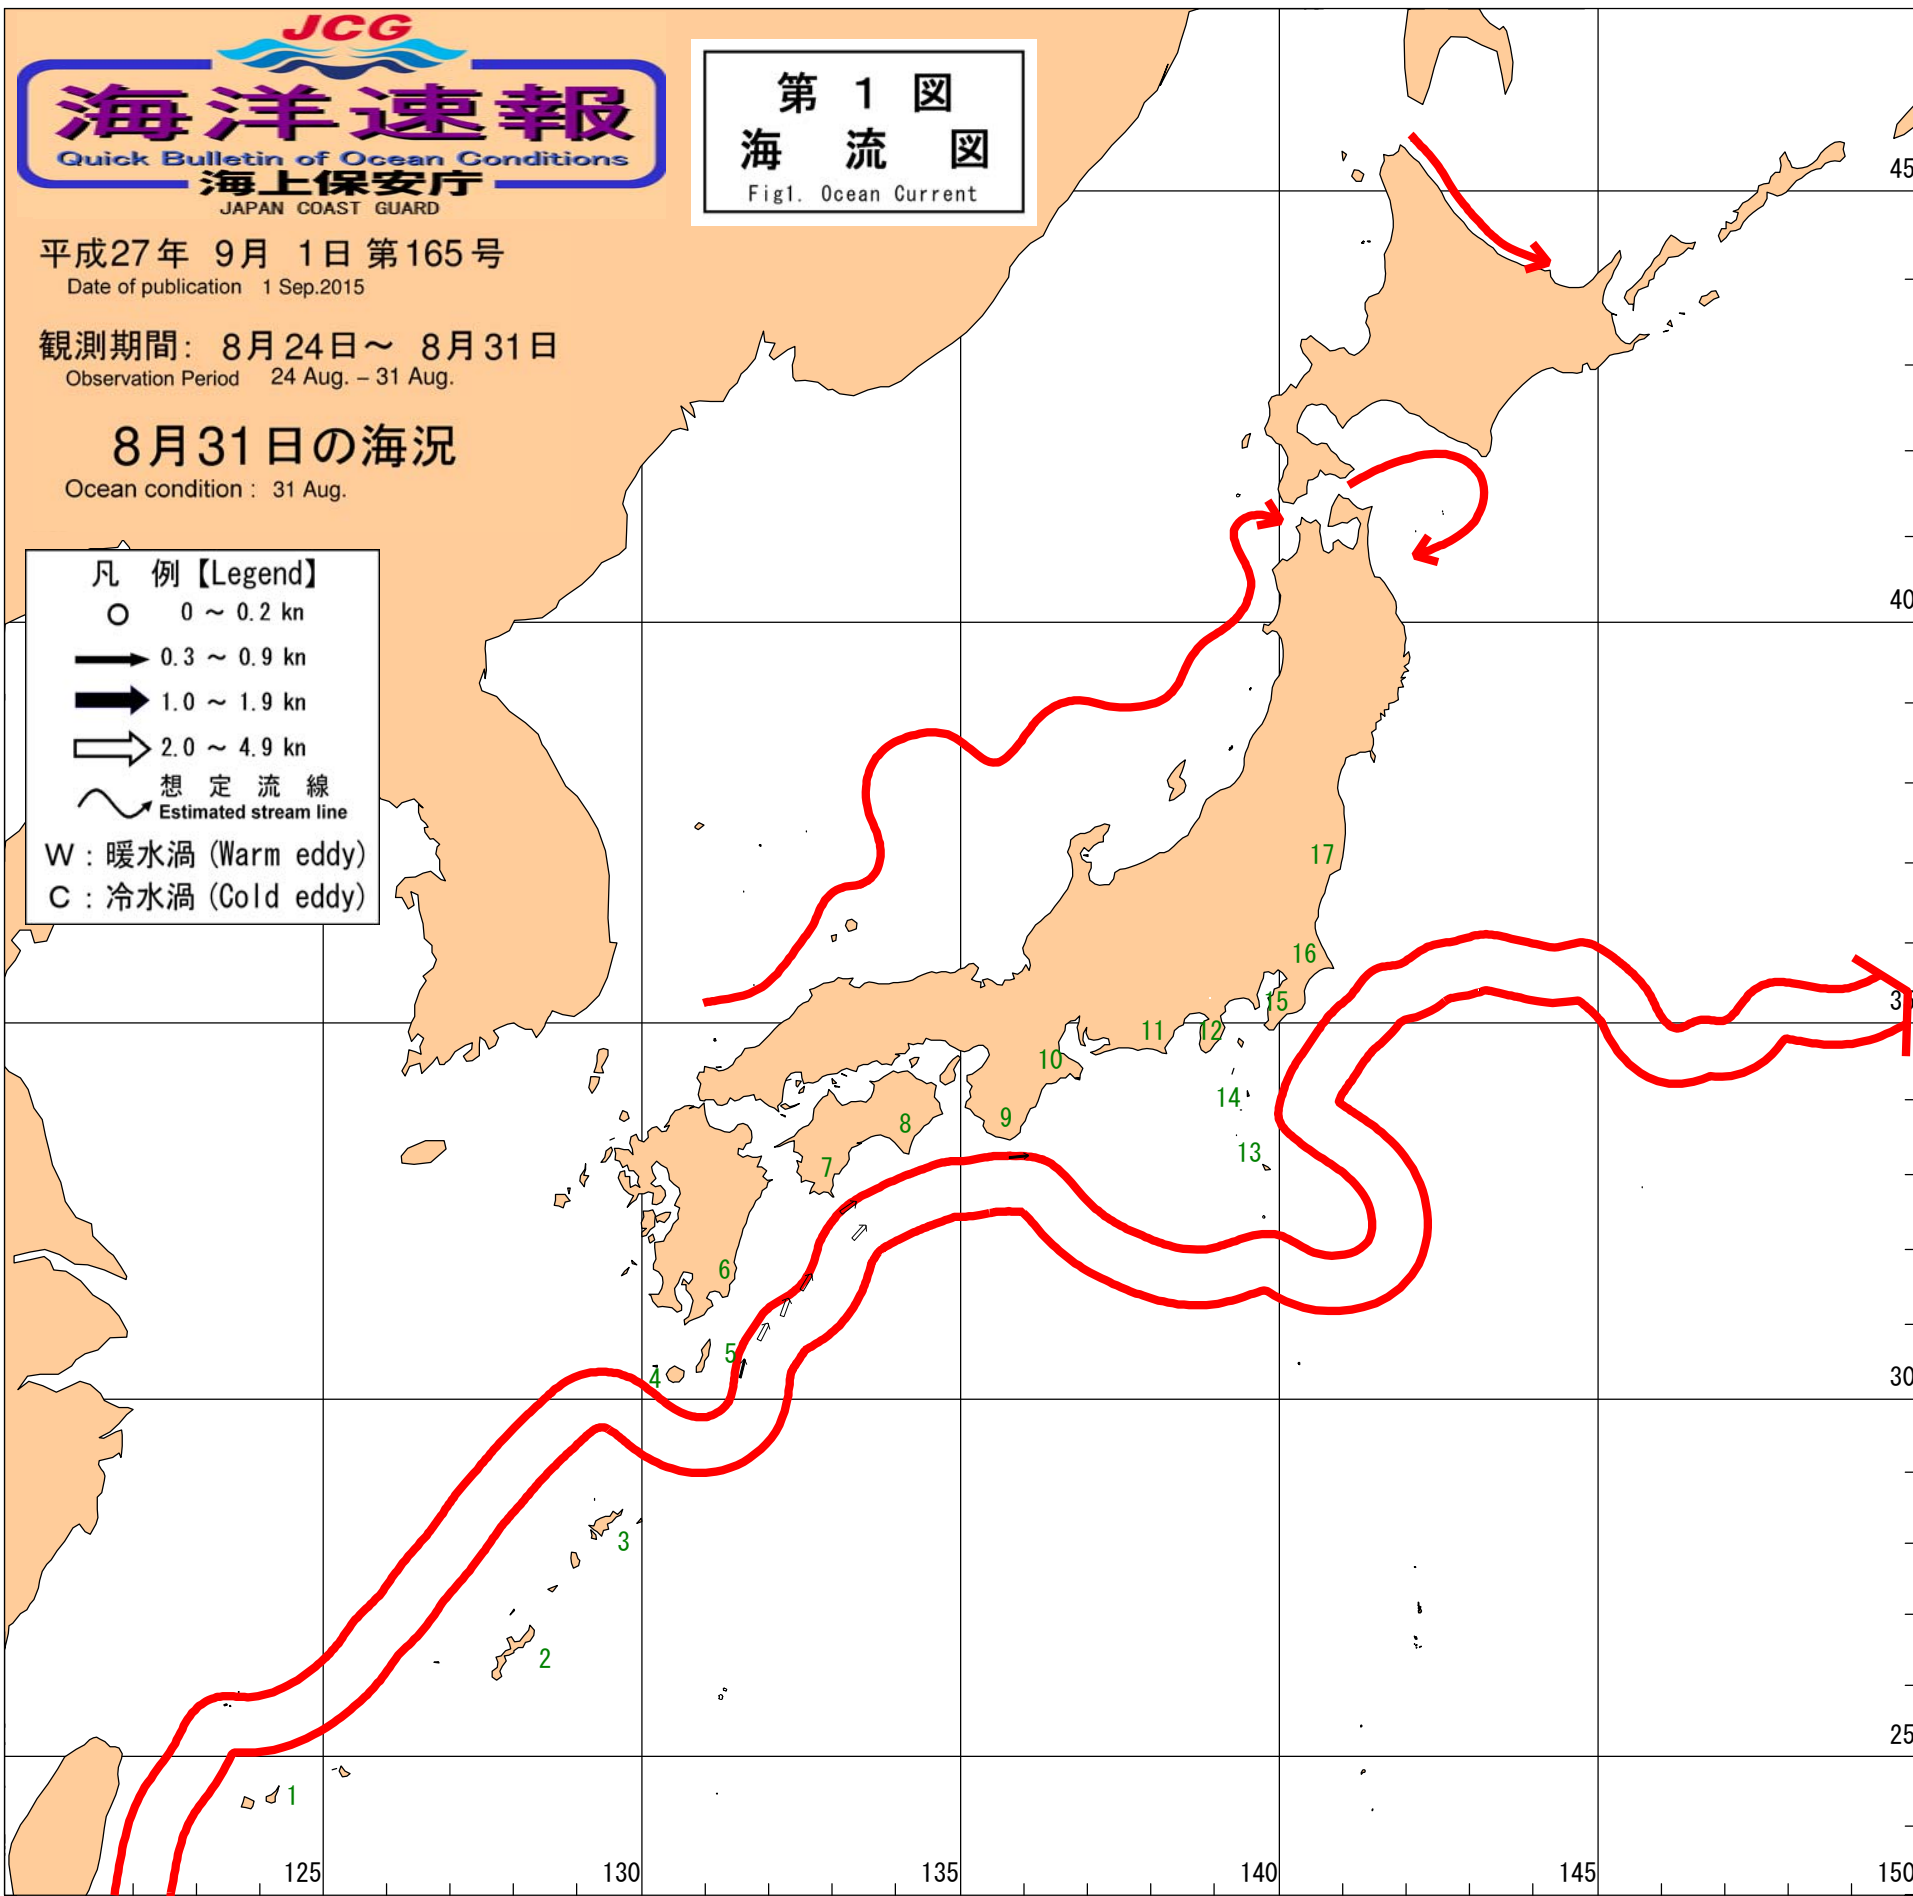 JCG
海洋速報
Quick Bulletin of Ocean Conditions
海上保安庁
JAPAN COAST GUARD
第 1 図
海 流 図
Fig1. Ocean Current
平成27年 9月 1日 第165号
Date of publication 1 Sep.2015
観測期間: 8月24日～ 8月31日
Observation Period 24 Aug. – 31 Aug.
8月31日の海況
Ocean condition : 31 Aug.
凡 例【Legend】
0 ～ 0.2 kn
0.3 ～ 0.9 kn
1.0 ～ 1.9 kn
2.0 ～ 4.9 kn
想 定 流 線
Estimated stream line
W : 暖水渦 (Warm eddy)
C : 冷水渦 (Cold eddy)
45
40
35
30
25
17
16
15
12
11
10
14
9
8
13
7
6
5
4
3
2
1
125
130
135
140
145
150